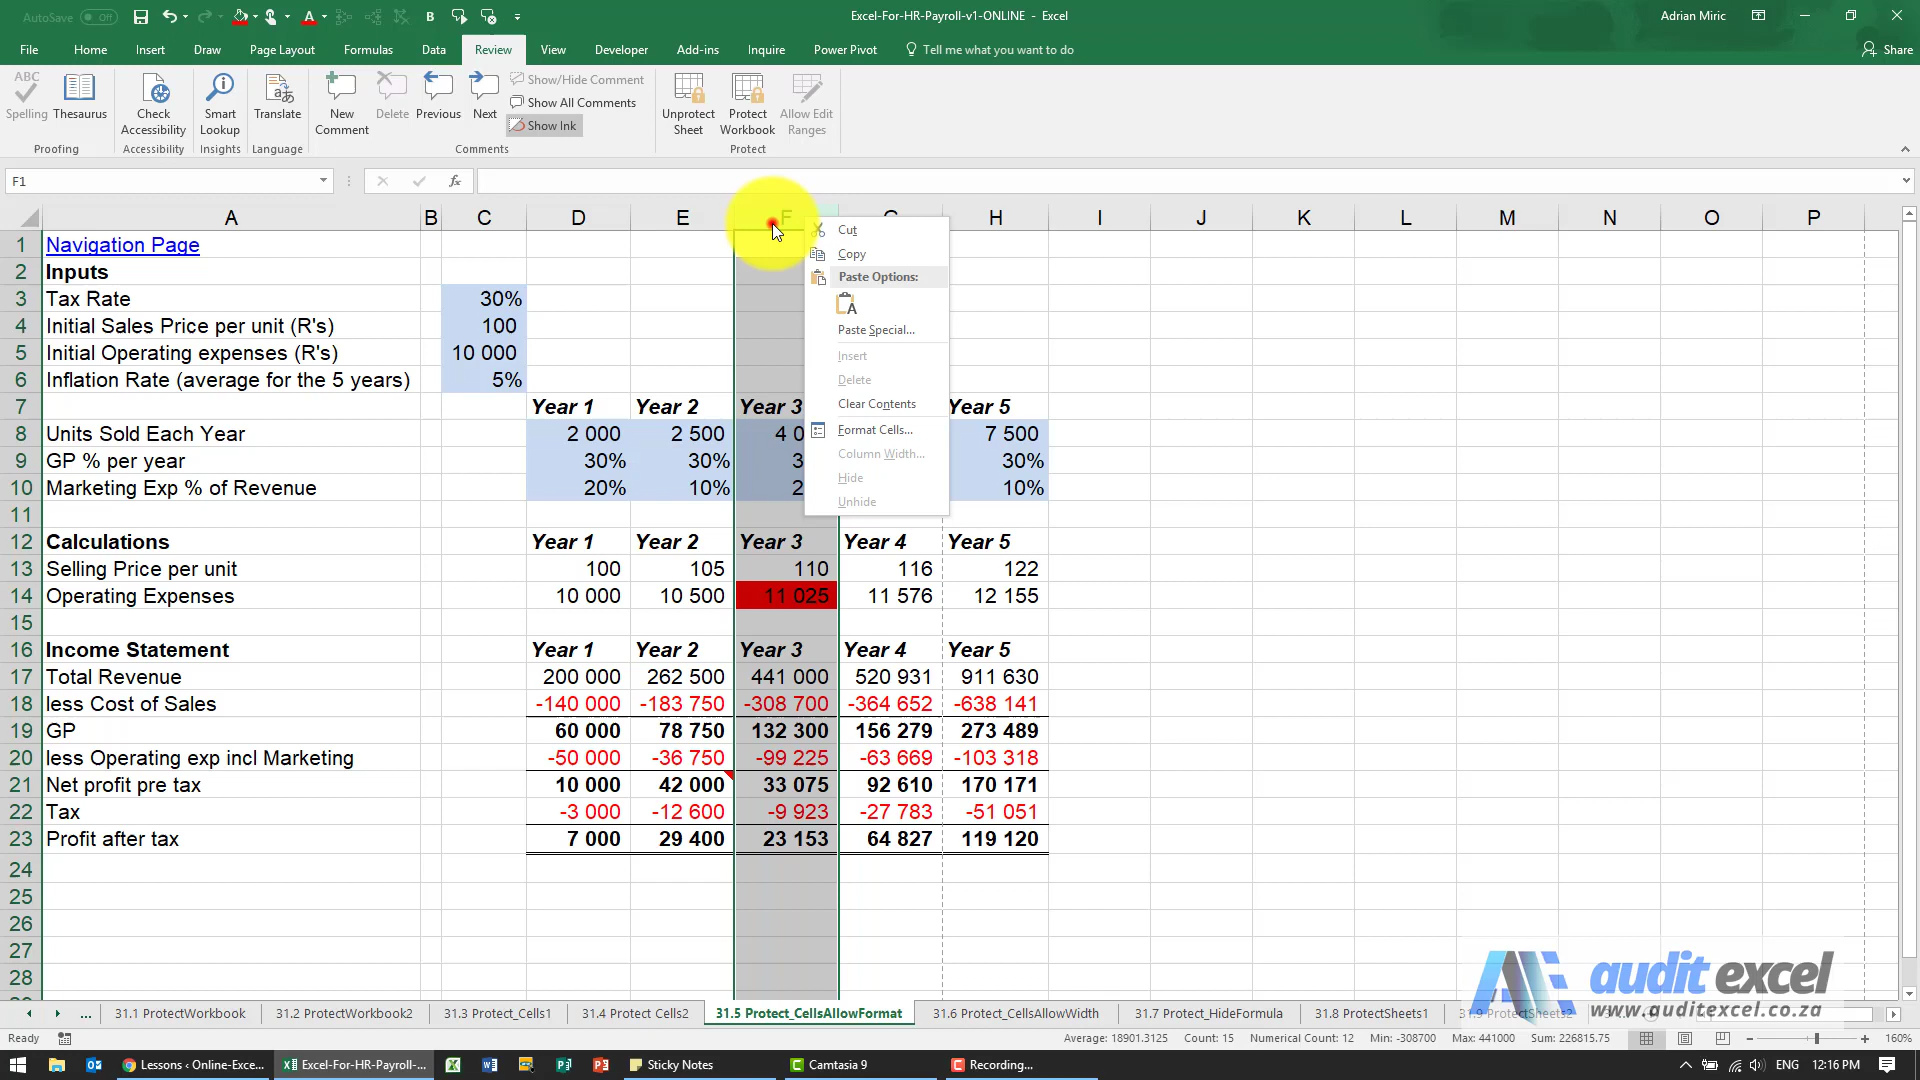 AutoSave Off
B
Excel-For-HR-Payroll-v1-ONLINE - Excel
Adrian Miric
File Home Insert Draw Page Layout Formulas Data Review View Developer Add-ins Inquire Power Pivot Tell me what you want to do Share
ABC
Spelling Thesaurus
Check Accessibility
Smart Lookup
Translate
New Comment
Delete Previous Next
Show/Hide Comment
Show All Comments
Show Ink
Unprotect Sheet
Protect Workbook
Allow Edit Ranges
Proofing Accessibility Insights Language Comments Protect
F1
fx
A B C D E F G H I J K L M N O P
1 Navigation Page
2 Inputs
3 Tax Rate 30%
4 Initial Sales Price per unit (R's) 100
5 Initial Operating expenses (R's) 10 000
6 Inflation Rate (average for the 5 years) 5%
7 Year 1 Year 2 Year 3 Year 5
8 Units Sold Each Year 2 000 2 500 4 0 7 500
9 GP % per year 30% 30% 3 30%
10 Marketing Exp % of Revenue 20% 10% 2 10%
11
12 Calculations Year 1 Year 2 Year 3 Year 4 Year 5
13 Selling Price per unit 100 105 110 116 122
14 Operating Expenses 10 000 10 500 11 025 11 576 12 155
15
16 Income Statement Year 1 Year 2 Year 3 Year 4 Year 5
17 Total Revenue 200 000 262 500 441 000 520 931 911 630
18 less Cost of Sales -140 000 -183 750 -308 700 -364 652 -638 141
19 GP 60 000 78 750 132 300 156 279 273 489
20 less Operating exp incl Marketing -50 000 -36 750 -99 225 -63 669 -103 318
21 Net profit pre tax 10 000 42 000 33 075 92 610 170 171
22 Tax -3 000 -12 600 -9 923 -27 783 -51 051
23 Profit after tax 7 000 29 400 23 153 64 827 119 120
24
25
26
27
28
Cut
Copy
Paste Options:
A
Paste Special...
Insert
Delete
Clear Contents
Format Cells...
Column Width...
Hide
Unhide
audit excel
www.auditexcel.co.za
... 31.1 ProtectWorkbook 31.2 ProtectWorkbook2 31.3 Protect_Cells1 31.4 Protect Cells2 31.5 Protect_CellsAllowFormat 31.6 Protect_CellsAllowWidth 31.7 Protect_HideFormula 31.8 ProtectSheets1 31.9 ProtectSheets2
Ready
Average: 18901.3125 Count: 15 Numerical Count: 12 Min: -308700 Max: 441000 Sum: 226815.75
160%
Lessons ‹ Online-Exce...
Excel-For-HR-Payroll-...
Sticky Notes
Camtasia 9
Recording...
ENG 12:16 PM